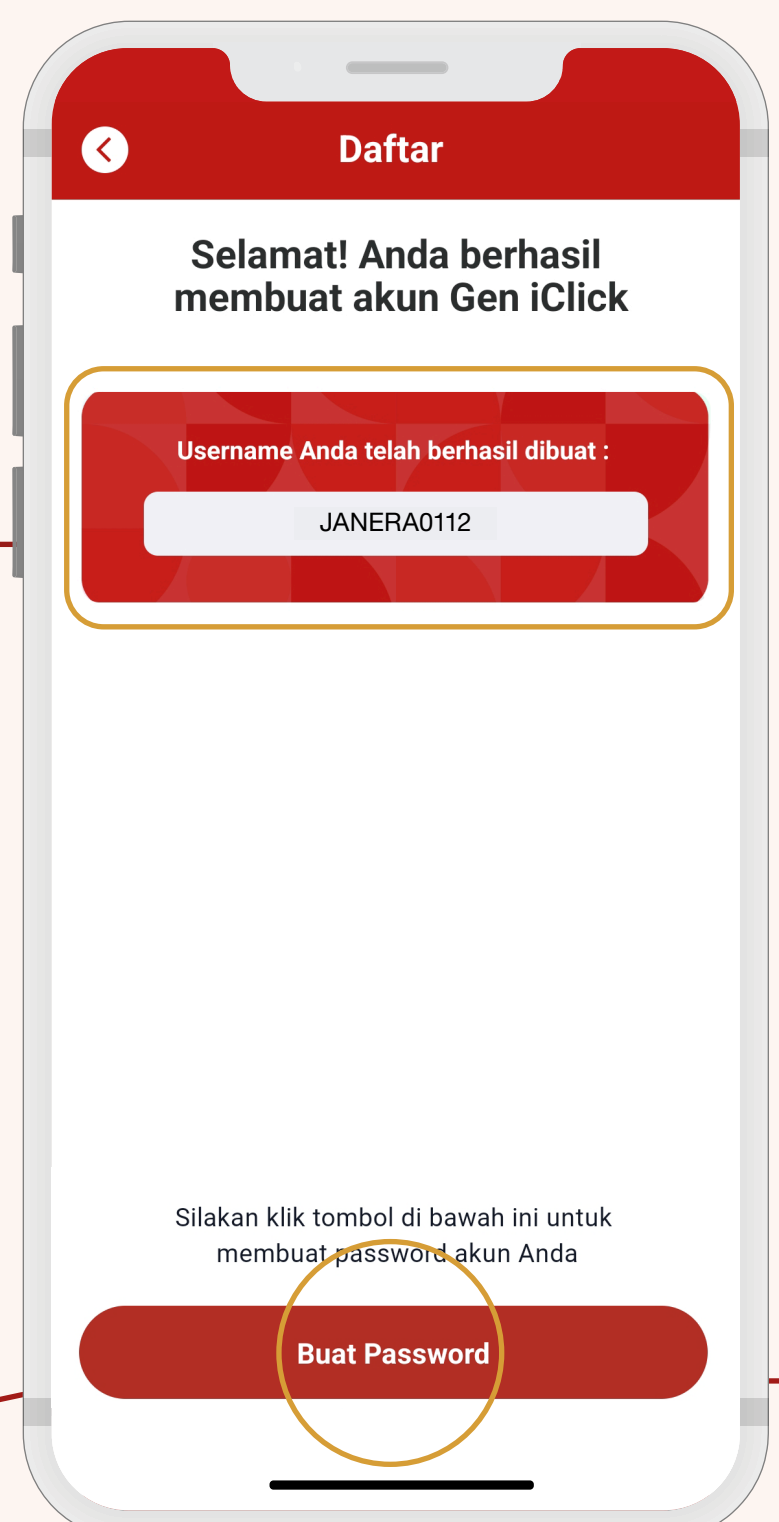 Daftar
Selamat! Anda berhasil
membuat akun Gen iClick
Username Anda telah berhasil dibuat :
JANERA0112
Silakan klik tombol di bawah ini untuk
membuat password akun Anda
Buat Password